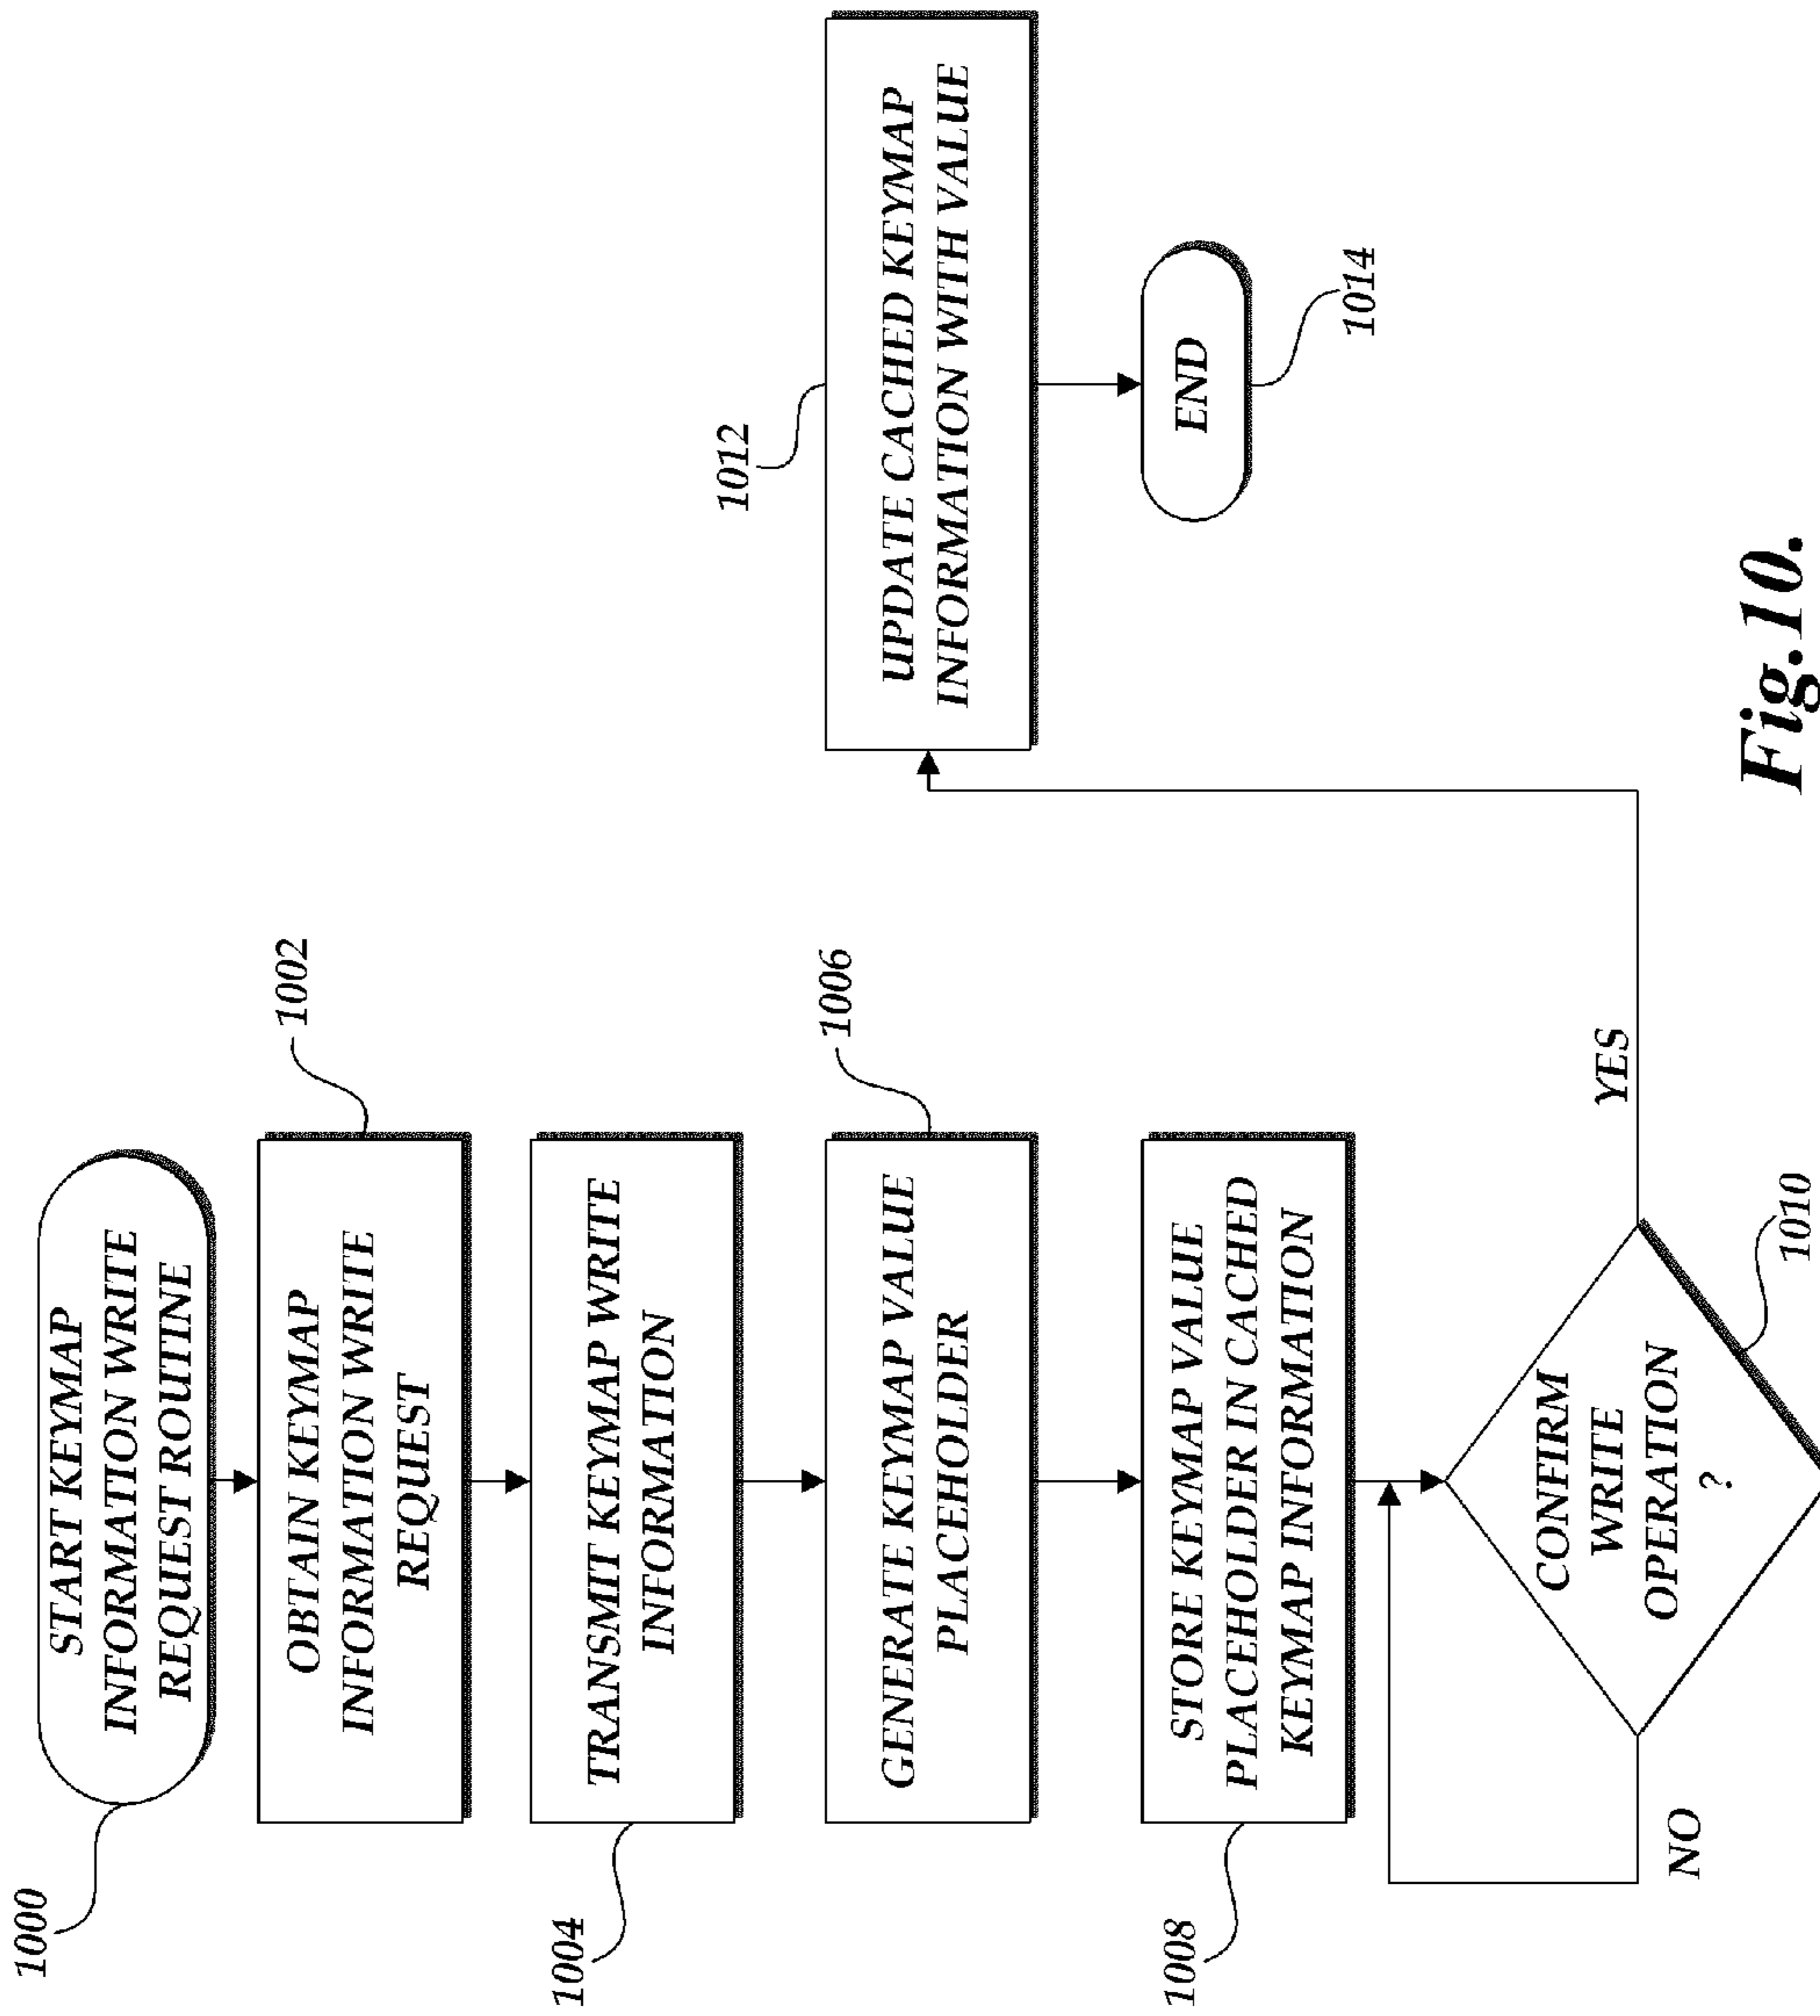 1000
START KEYMAP
INFORMATION WRITE
REQUEST ROUTINE
1002
OBTAIN KEYMAP
INFORMATION WRITE
REQUEST
1004
TRANSMIT KEYMAP WRITE
INFORMATION
1006
GENERATE KEYMAP VALUE
PLACEHOLDER
1008
STORE KEYMAP VALUE
PLACEHOLDER IN CACHED
KEYMAP INFORMATION
CONFIRM
WRITE
OPERATION
?
1010
NO
YES
1012
UPDATE CACHED KEYMAP
INFORMATION WITH VALUE
END
1014
Fig.10.